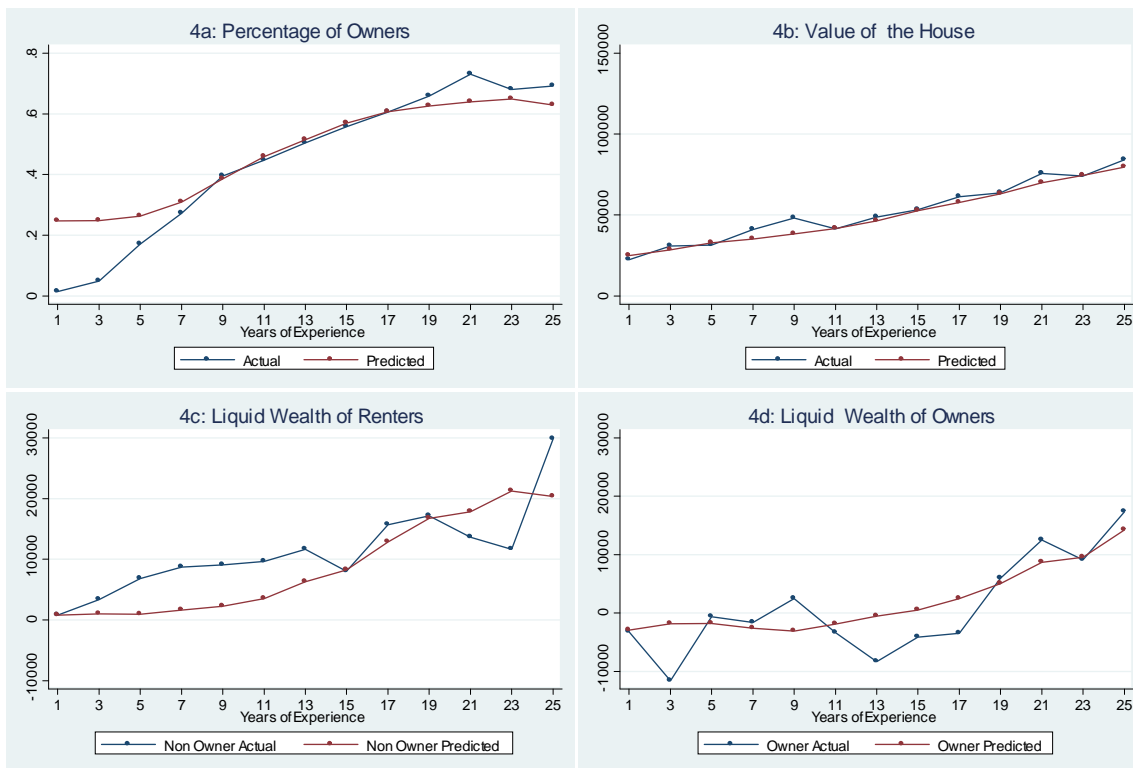 4a: Percentage of Owners
.8
.6
.4
.2
0
1 3 5 7 9 11 13 15 17 19 21 23 25
Years of Experience
Actual Predicted
4b: Value of the House
150000
100000
50000
0
1 3 5 7 9 11 13 15 17 19 21 23 25
Years of Experience
Actual Predicted
4c: Liquid Wealth of Renters
30000
20000
10000
0
-10000
1 3 5 7 9 11 13 15 17 19 21 23 25
Years of Experience
Non Owner Actual Non Owner Predicted
4d: Liquid Wealth of Owners
30000
20000
10000
0
-10000
1 3 5 7 9 11 13 15 17 19 21 23 25
Years of Experience
Owner Actual Owner Predicted